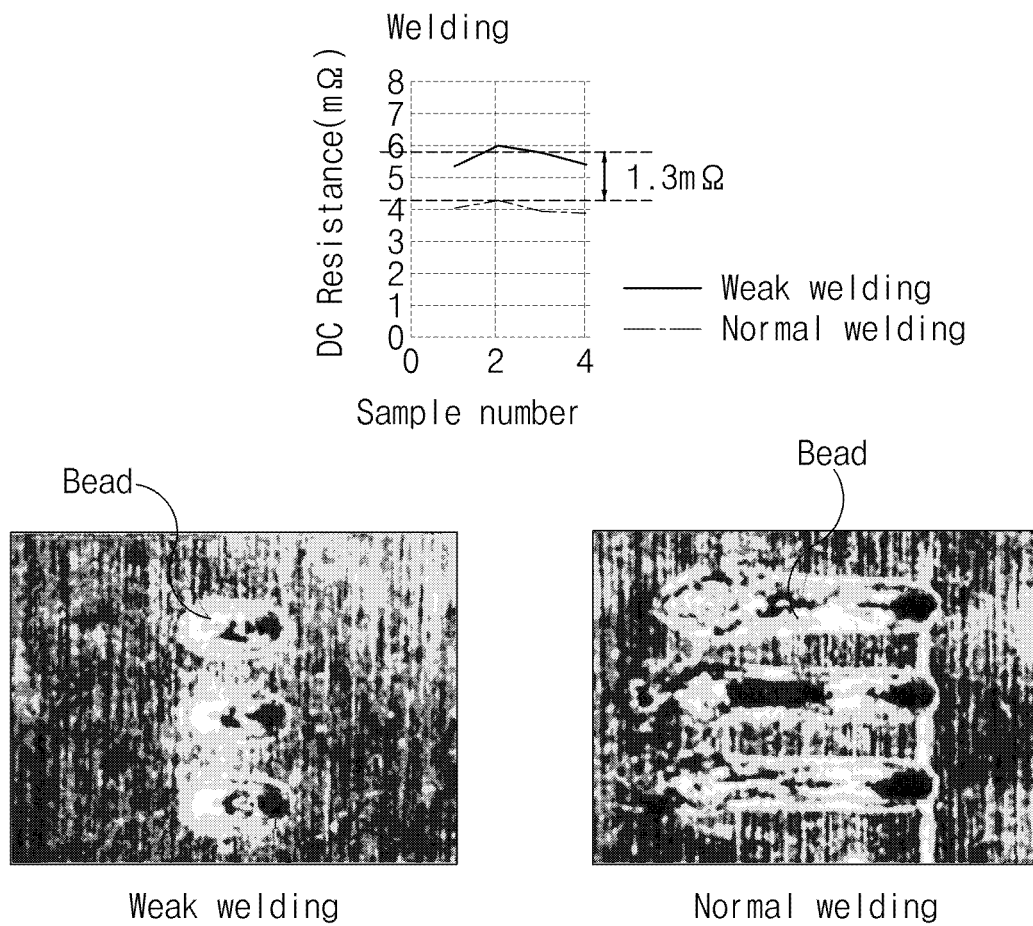 Welding
DC Resistance(mΩ)
8
7
6
5
4
3
2
1
0
0 2 4
Sample number
1.3mΩ
Weak welding
Normal welding
Bead
Bead
Weak welding
Normal welding